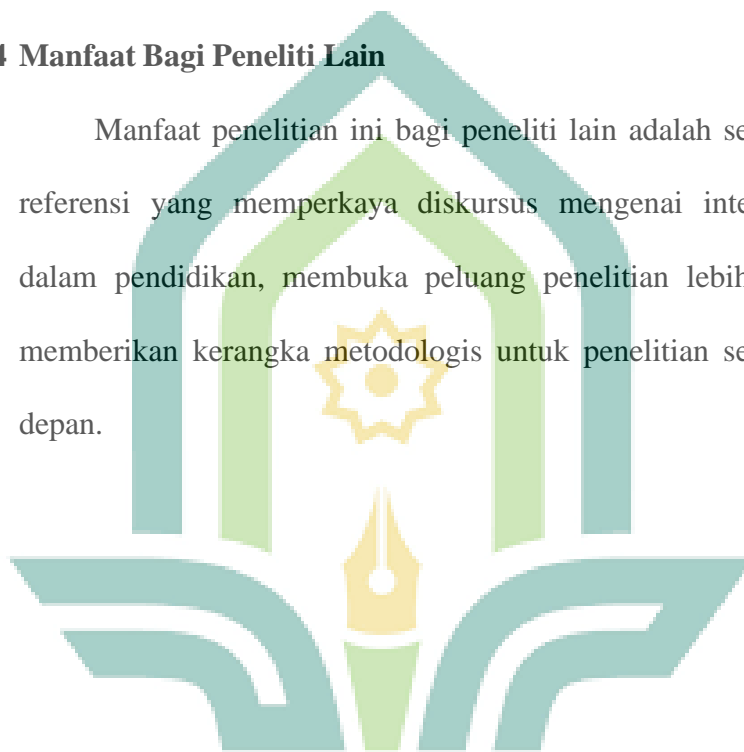 4 Manfaat Bagi Peneliti Lain
Manfaat penelitian ini bagi peneliti lain adalah se
referensi yang memperkaya diskursus mengenai inte
dalam pendidikan, membuka peluang penelitian lebih
memberikan kerangka metodologis untuk penelitian se
depan.